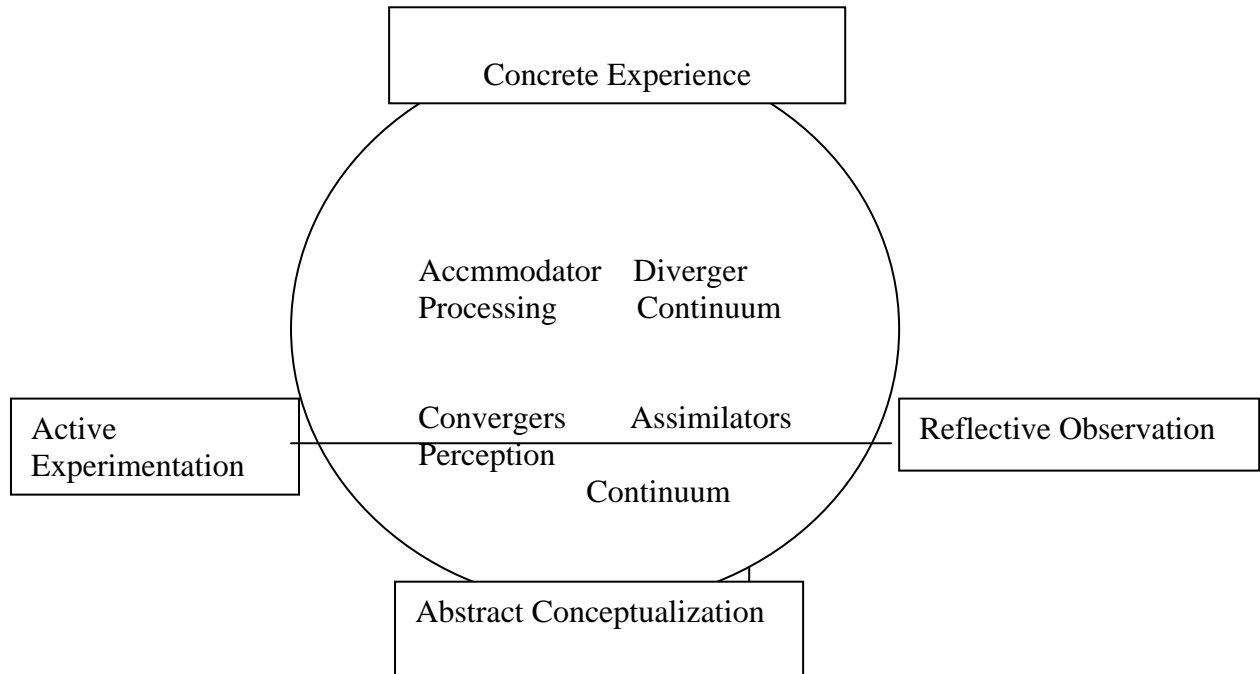 Concrete Experience
Accmmodator Diverger
Processing Continuum
Convergers Assimilators
Perception
Continuum
Active
Experimentation
Reflective Observation
Abstract Conceptualization